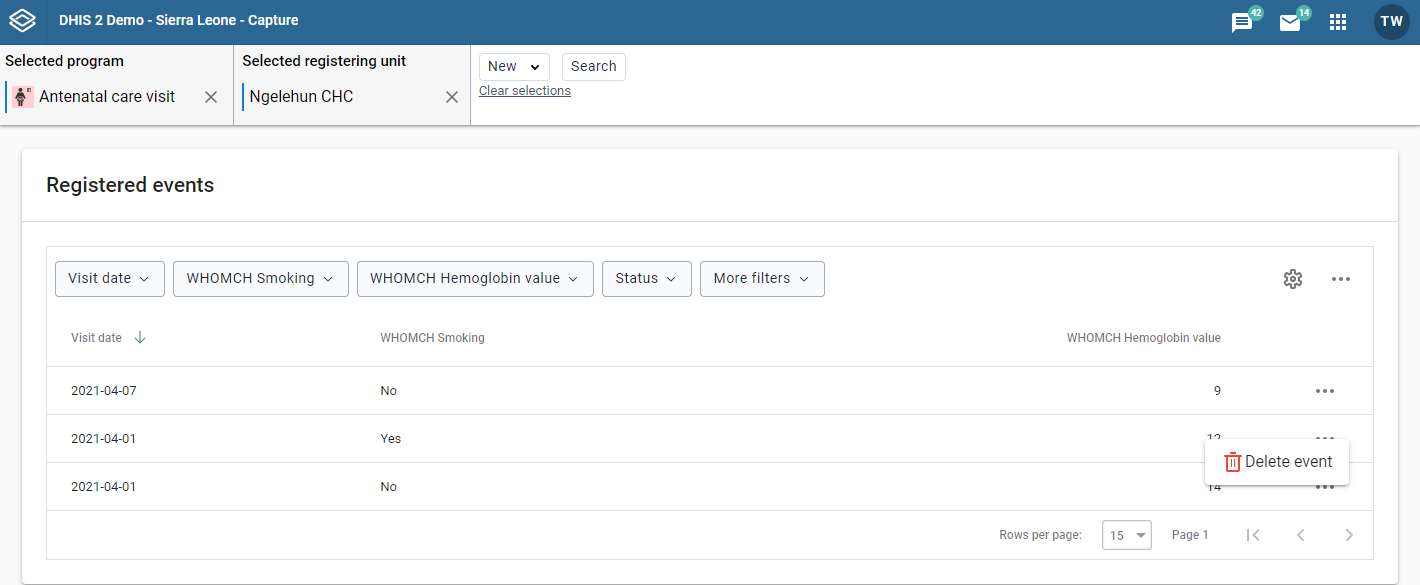 DHIS 2 Demo - Sierra Leone - Capture
42
14
TW
Selected program
Antenatal care visit
Selected registering unit
Ngelehun CHC
New
Search
Clear selections
Registered events
Visit date
WHOMCH Smoking
WHOMCH Hemoglobin value
Status
More filters
Visit date
WHOMCH Smoking
WHOMCH Hemoglobin value
2021-04-07
No
9
2021-04-01
Yes
12
Delete event
2021-04-01
No
14
Rows per page:
15
Page 1